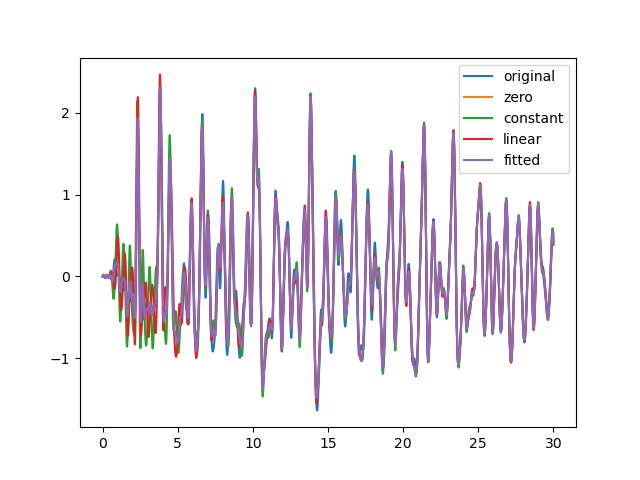 original
zero
constant
linear
fitted
2
1
0
−1
0 5 10 15 20 25 30